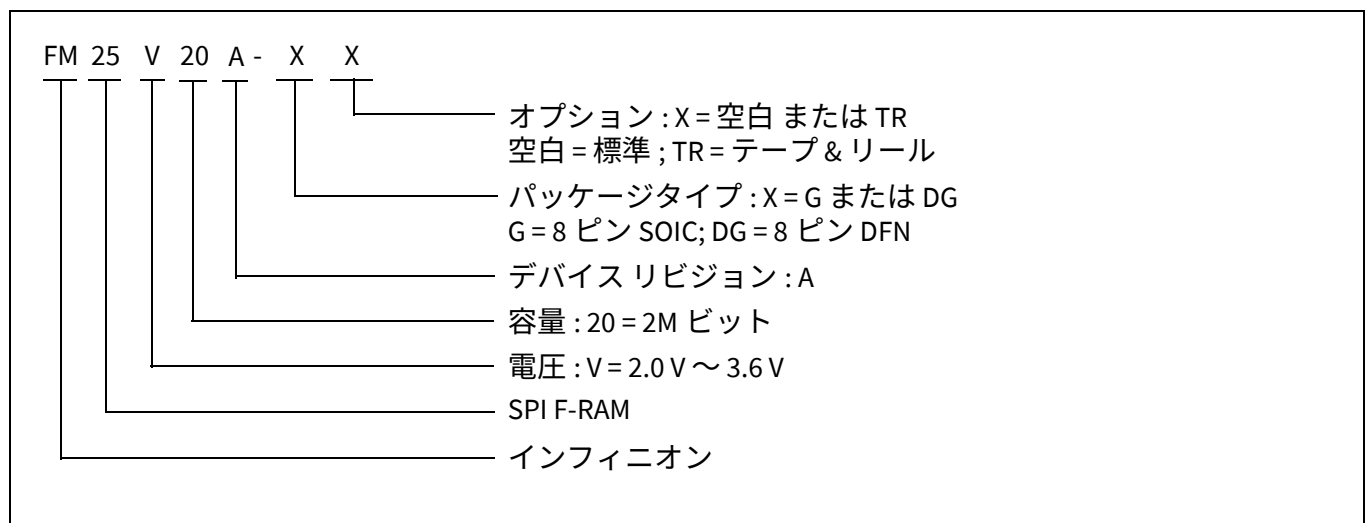 FM 25 V 20 A - X X
オプション : X = 空白 または TR
空白 = 標準 ; TR = テープ & リール
パッケージタイプ : X = G または DG
G = 8 ピン SOIC; DG = 8 ピン DFN
デバイス リビジョン : A
容量 : 20 = 2M ビット
電圧 : V = 2.0 V ～ 3.6 V
SPI F-RAM
インフィニオン